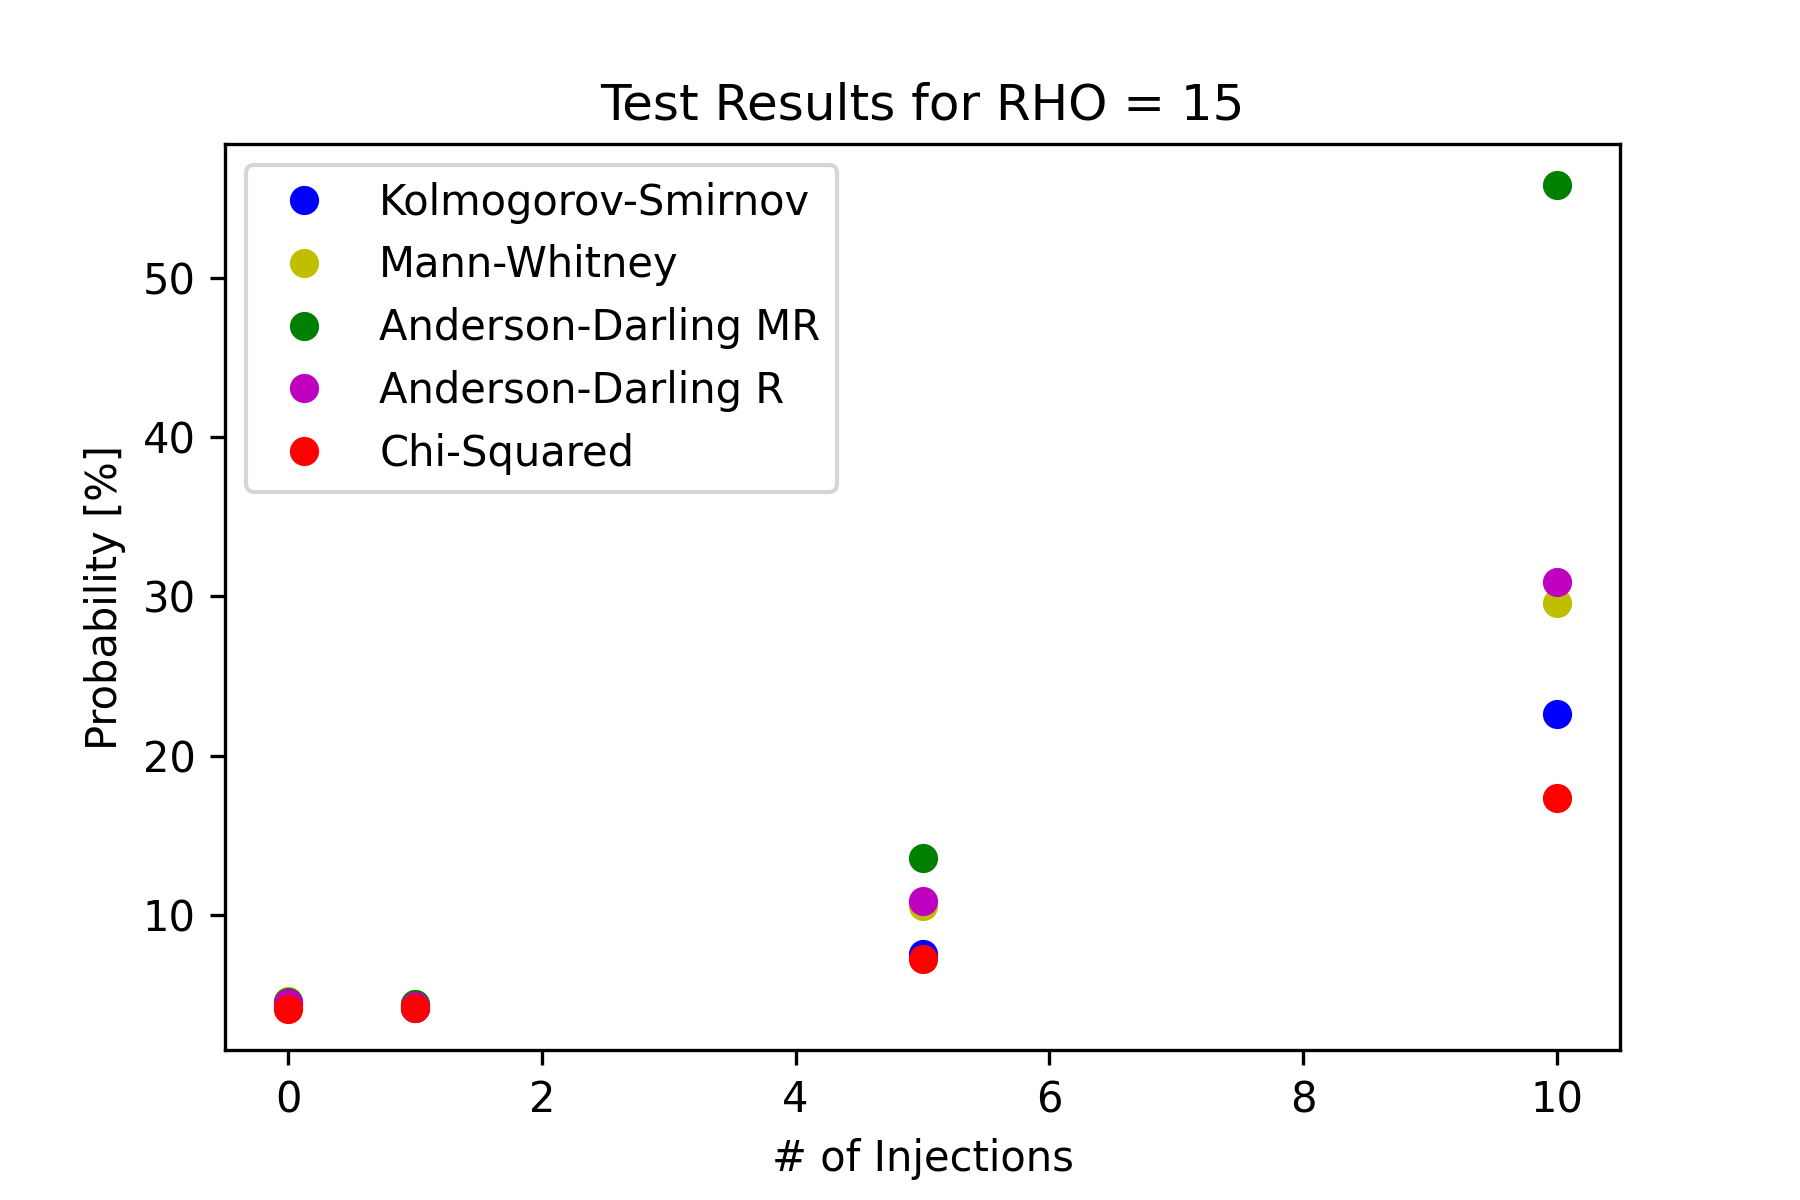 Test Results for RHO = 15
Kolmogorov-Smirnov
Mann-Whitney
Anderson-Darling MR
Anderson-Darling R
Chi-Squared
Probability [%]
50
40
30
20
10
0 2 4 6 8 10
# of Injections